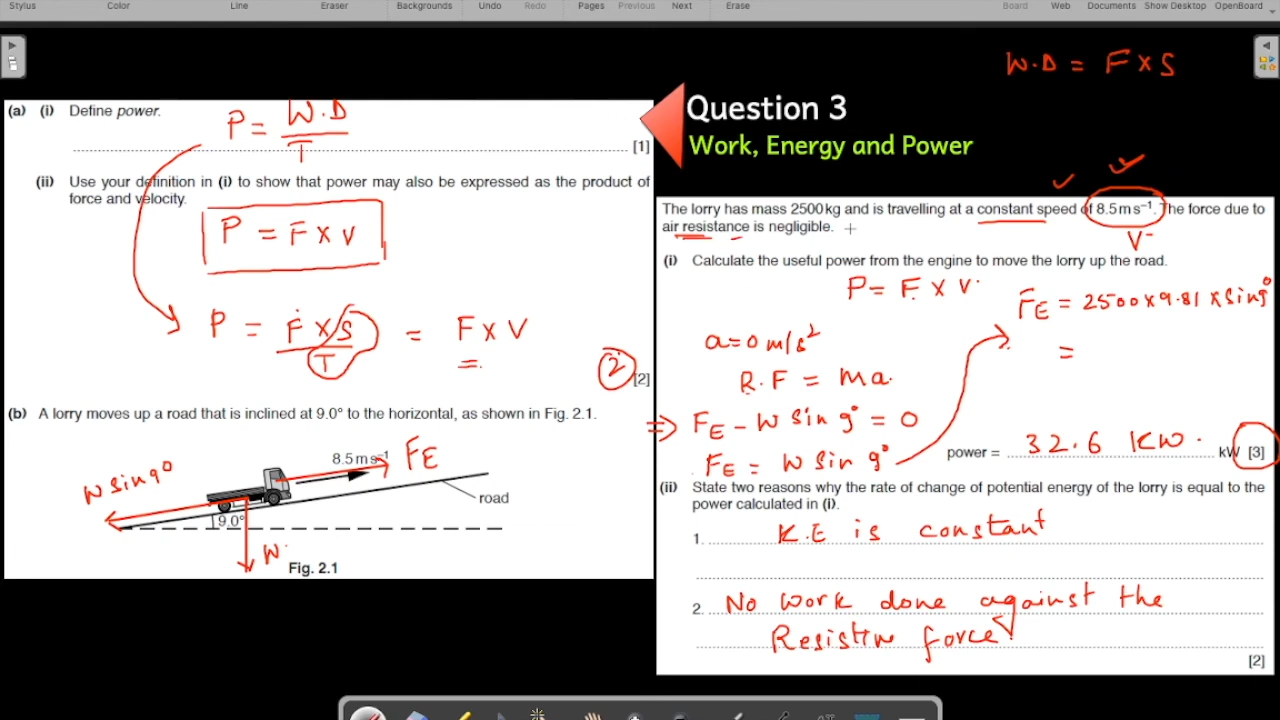 Stylus Color Line Eraser Backgrounds Undo Redo Pages Previous Next Erase Board Web Documents Show Desktop OpenBoard
W.D = F x S
(a) (i) Define power.
P = W.D / T
[1]
(ii) Use your definition in (i) to show that power may also be expressed as the product of
force and velocity.
P = F x V
P = F x S / T = F x V
2
[2]
(b) A lorry moves up a road that is inclined at 9.0° to the horizontal, as shown in Fig. 2.1.
8.5 m s⁻¹
FE
W sin 9°
road
9.0°
W
Fig. 2.1
Question 3
Work, Energy and Power
The lorry has mass 2500 kg and is travelling at a constant speed of 8.5 m s⁻¹. The force due to
air resistance is negligible.
V
(i) Calculate the useful power from the engine to move the lorry up the road.
P = F x V
FE = 2500 x 9.81 x sin 9°
a = 0 m/s²
=
R.F = ma
⇒ FE - W sin 9° = 0
FE = W sin 9°
power = 32.6 KW. kW [3]
(ii) State two reasons why the rate of change of potential energy of the lorry is equal to the
power calculated in (i).
1. K.E is constant
2. No work done against the
Resistive force
[2]